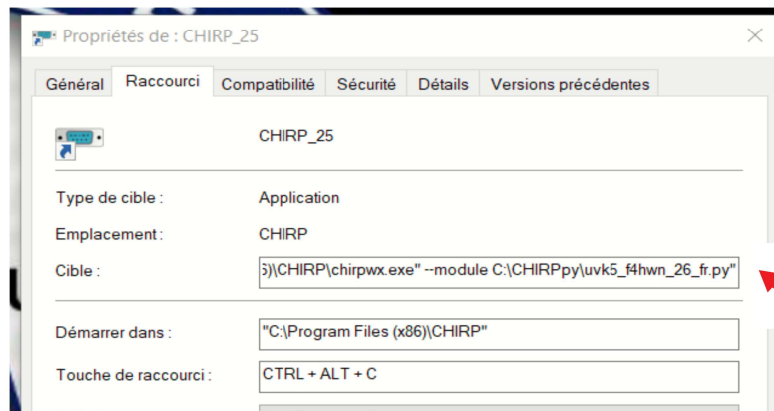 Propriétés de : CHIRP_25
Général Raccourci Compatibilité Sécurité Détails Versions précédentes
CHIRP_25
Type de cible : Application
Emplacement : CHIRP
Cible : 6)\CHIRP\chirpwx.exe" --module C:\CHIRPpy\uvk5_f4hwn_26_fr.py"
Démarrer dans : "C:\Program Files (x86)\CHIRP"
Touche de raccourci : CTRL + ALT + C